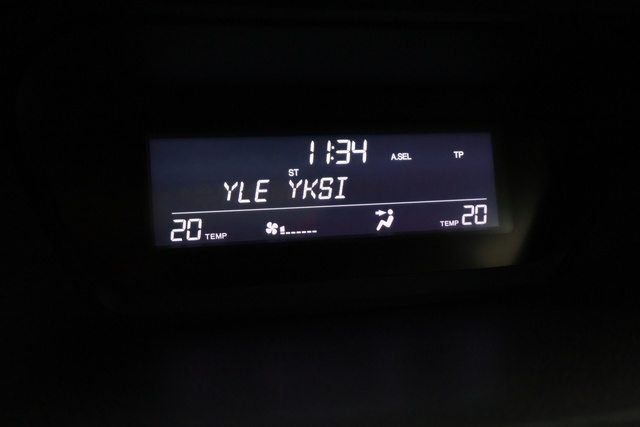 11:34 A.SEL TP
ST
YLE YKSI
20 TEMP TEMP 20